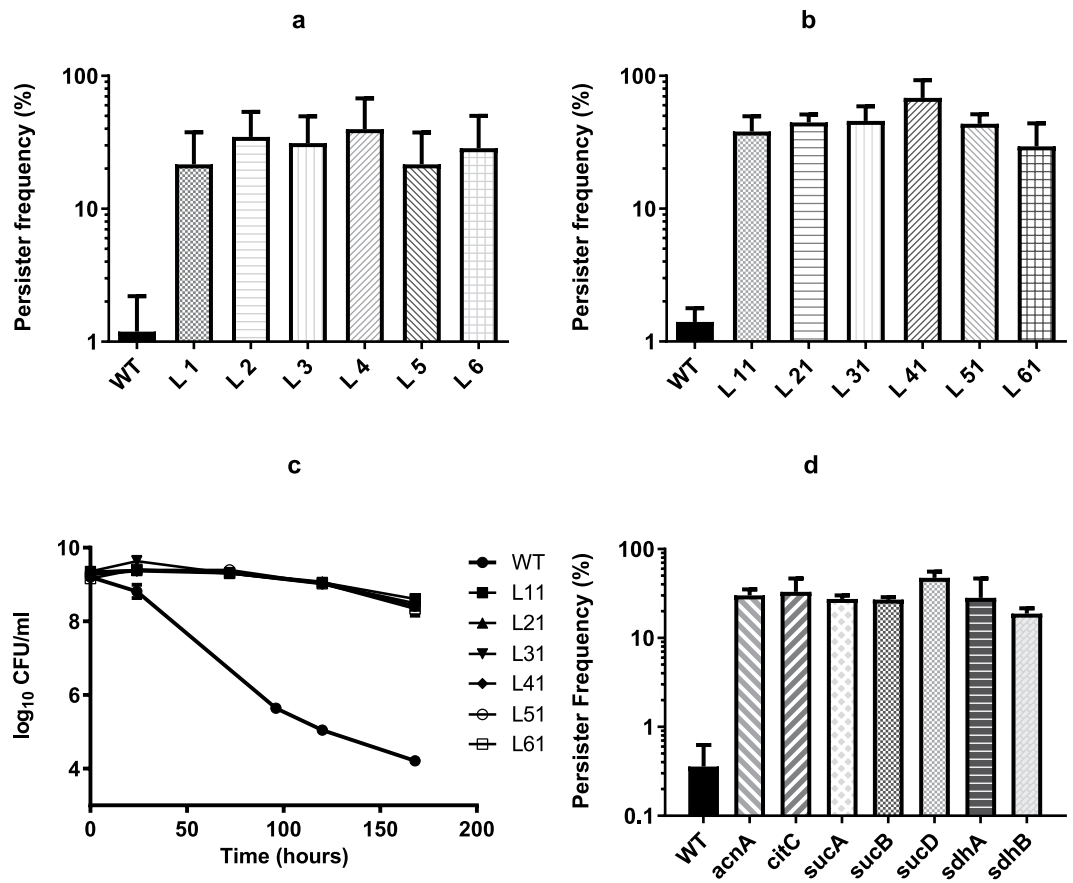 a
Persister frequency (%)
100
10
1
WT
L 1
L 2
L 3
L 4
L 5
L 6
b
Persister frequency (%)
100
10
1
WT
L 11
L 21
L 31
L 41
L 51
L 61
c
log10 CFU/ml
10
8
6
4
0
50
100
150
200
Time (hours)
WT
L11
L21
L31
L41
L51
L61
d
Persister Frequency (%)
100
10
1
0.1
WT
acnA
citC
sucA
sucB
sucD
sdhA
sdhB